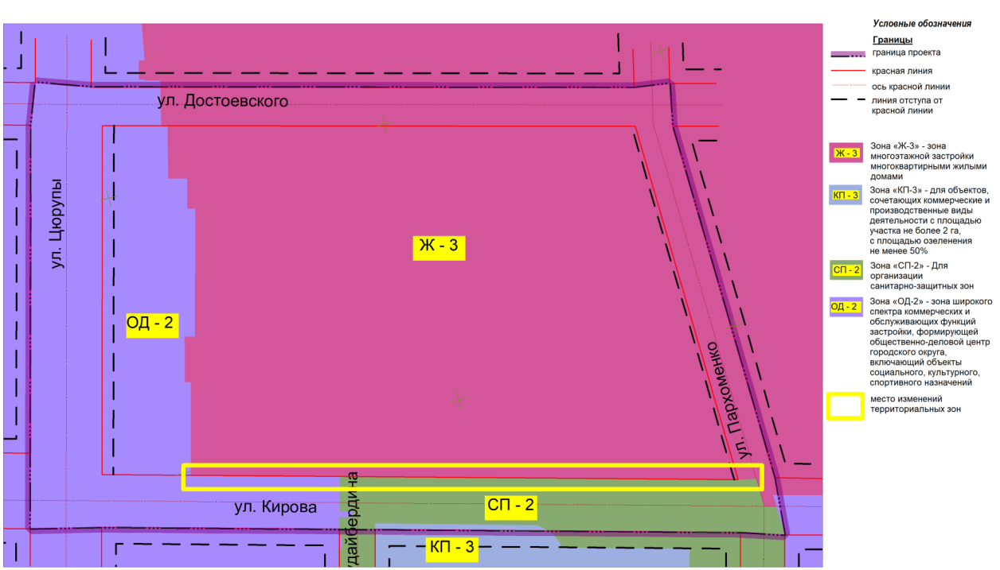 ул. Достоевского
ул. Цюрупы
Ж - 3
ОД - 2
ул. Пархоменко
ул. Кирова
СП - 2
удайбердина
КП - 3
Условные обозначения
Границы
граница проекта
красная линия
ось красной линии
линия отступа от
красной линии
Ж - 3
Зона «Ж-3» - зона
многоэтажной застройки
многоквартирными жилыми
домами
КП - 3
Зона «КП-3» - для объектов,
сочетающих коммерческие и
производственные виды
деятельности с площадью
участка не более 2 га,
с площадью озеленения
не менее 50%
СП - 2
Зона «СП-2» - Для
организации
санитарно-защитных зон
ОД - 2
Зона «ОД-2» - зона широкого
спектра коммерческих и
обслуживающих функций
застройки, формирующей
общественно-деловой центр
городского округа,
включающий объекты
социального, культурного,
спортивного назначений
место изменений
территориальных зон